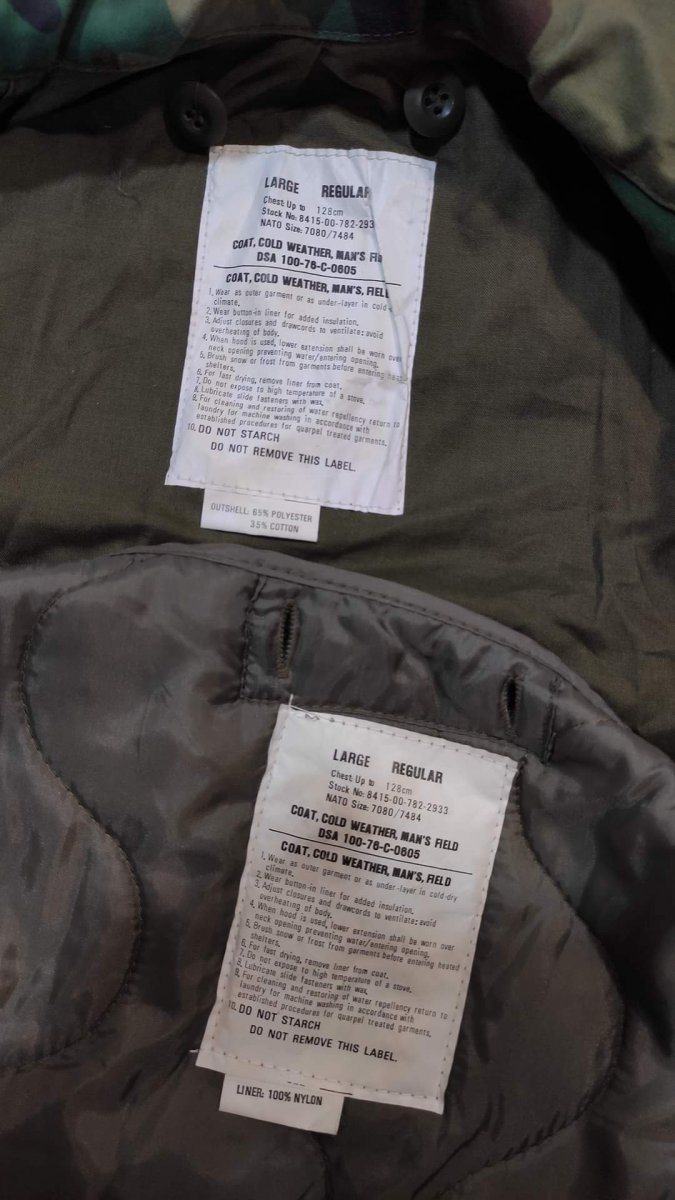 LARGE REGULAR
Chest: Up to 128cm
Stock No: 8415-00-782-293
NATO Size: 7080/7484
COAT, COLD WEATHER, MAN'S FI
DSA 100-76-C-0605
COAT, COLD WEATHER, MAN'S, FIEL
1. Wear as outer garment or as under-layer in cold-
climate.
2. Wear button-in liner for added insulation.
3. Adjust closures and drawcords to ventilate: avoid
overheating of body.
4. When hood is used, lower extension shall be worn over
neck opening preventing water/entering opening.
5. Brush snow or frost from garments before entering
shelters.
6. For fast drying, remove liner from coat.
7. Do not expose to high temperature of a stove.
8. Lubricate slide fasteners with wax.
9. For cleaning and restoring of water repellency return to
laundry for machine washing in accordance with
established procedures for quarpel treated garments.
10. DO NOT STARCH
DO NOT REMOVE THIS LABEL.
OUTSHELL: 65% POLYESTER
35% COTTON
LARGE REGULAR
Chest: Up to 128cm
Stock No: 8415-00-782-2933
NATO Size: 7080/7484
COAT, COLD WEATHER, MAN'S FIELD
DSA 100-76-C-0605
COAT, COLD WEATHER, MAN'S, FIELD
1. Wear as outer garment or as under-layer in cold-dry
climate.
2. Wear button-in liner for added insulation.
3. Adjust closures and drawcords to ventilate: avoid
overheating of body.
4. When hood is used, lower extension shall be worn over
neck opening preventing water/entering opening.
5. Brush snow or frost from garments before entering heated
shelters.
6. For fast drying, remove liner from coat.
7. Do not expose to high temperature of a stove.
8. Lubricate slide fasteners with wax.
9. For cleaning and restoring of water repellency return to
laundry for machine washing in accordance with
established procedures for quarpel treated garments.
10. DO NOT STARCH
DO NOT REMOVE THIS LABEL.
LINER: 100% NYLON